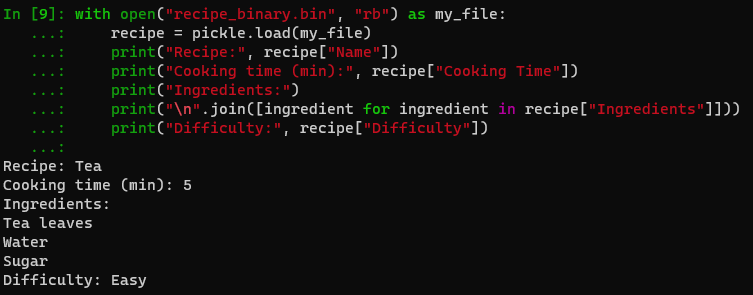 In [9]: with open("recipe_binary.bin", "rb") as my_file:
   ...:     recipe = pickle.load(my_file)
   ...:     print("Recipe:", recipe["Name"])
   ...:     print("Cooking time (min):", recipe["Cooking Time"])
   ...:     print("Ingredients:")
   ...:     print("\n".join([ingredient for ingredient in recipe["Ingredients"]]))
   ...:     print("Difficulty:", recipe["Difficulty"])
   ...:
Recipe: Tea
Cooking time (min): 5
Ingredients:
Tea leaves
Water
Sugar
Difficulty: Easy